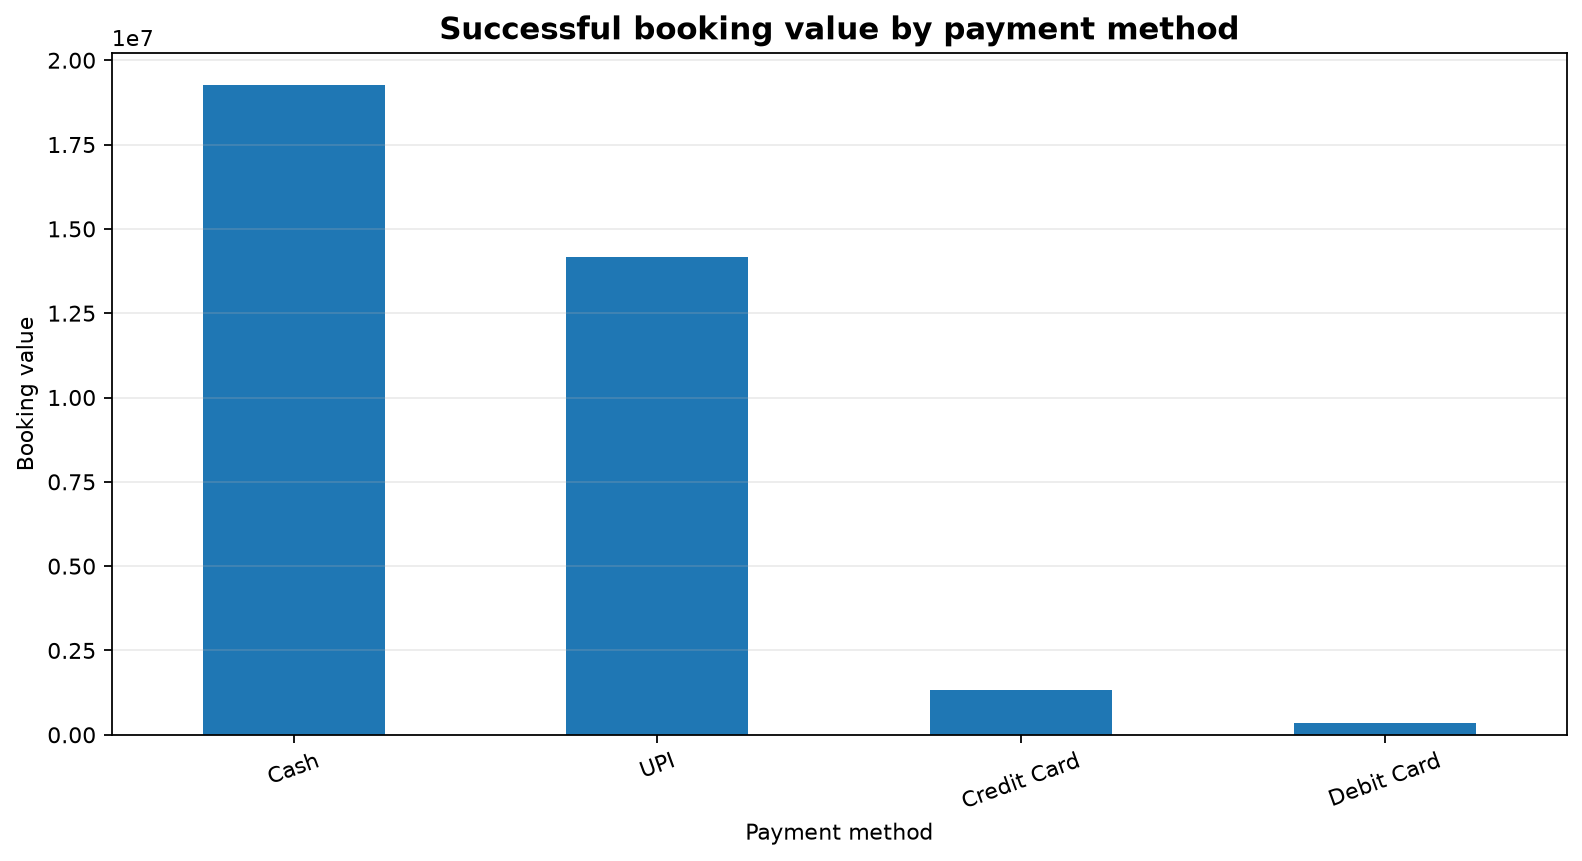 Successful booking value by payment method
1e7
2.00
1.75
1.50
1.25
1.00
0.75
0.50
0.25
0.00
Booking value
Cash
UPI
Credit Card
Debit Card
Payment method